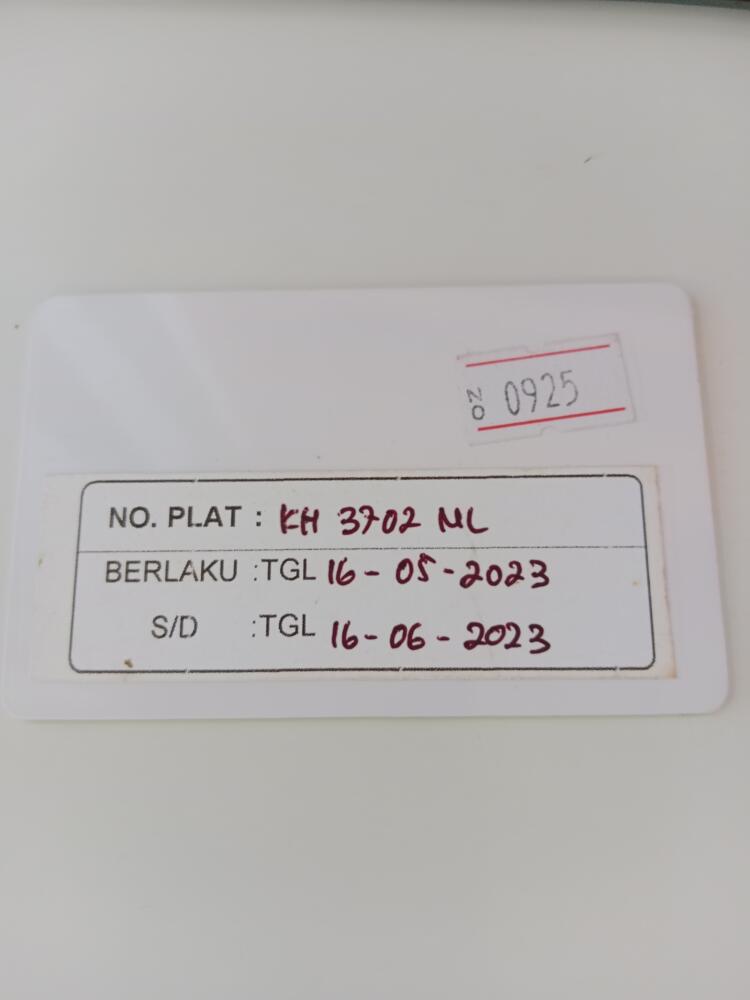 NO 0925
NO. PLAT : KH 3702 ML
BERLAKU :TGL 16-05-2023
S/D :TGL 16-06-2023